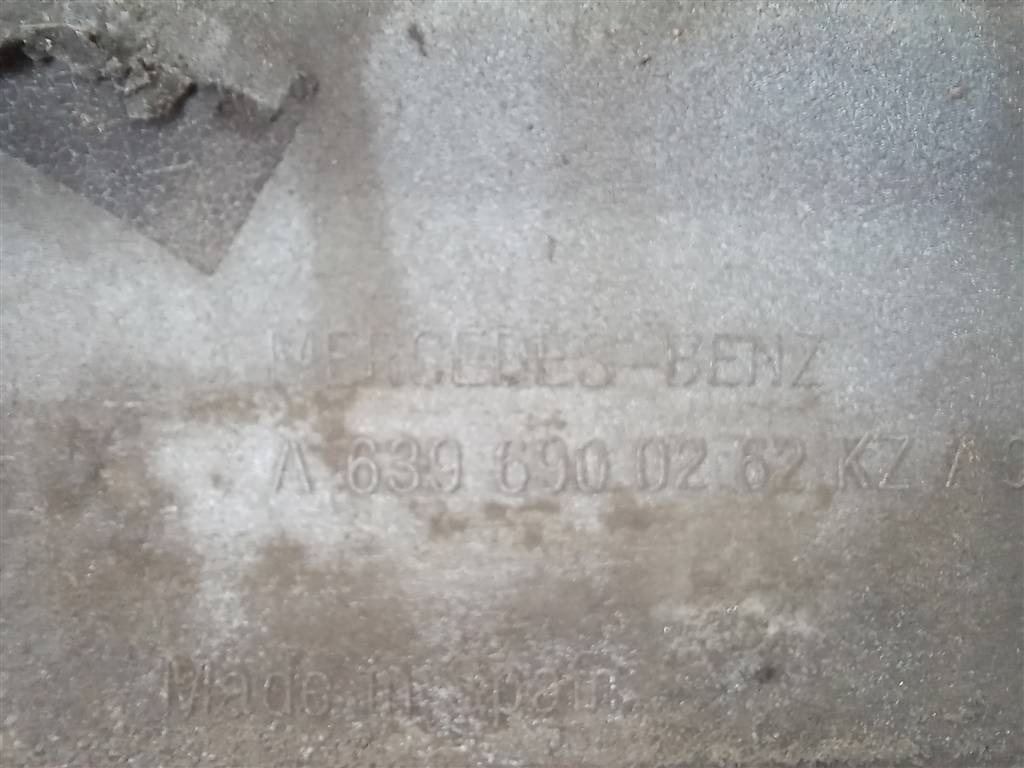 MERCEDES-BENZ
A 639 690 02 62 KZ A
Made in Spain